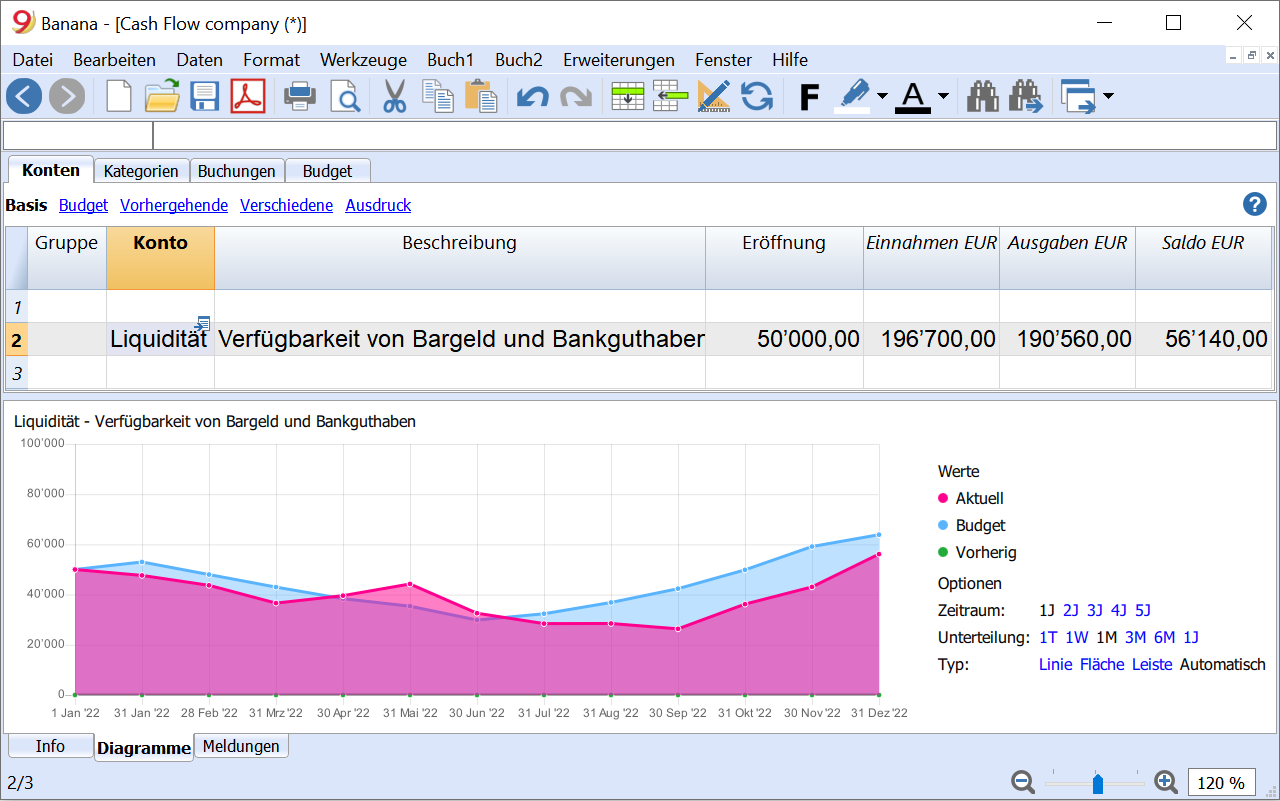 Banana - [Cash Flow company (*)]
Datei Bearbeiten Daten Format Werkzeuge Buch1 Buch2 Erweiterungen Fenster Hilfe
F A
Konten Kategorien Buchungen Budget
Basis Budget Vorhergehende Verschiedene Ausdruck ?
Gruppe Konto Beschreibung Eröffnung Einnahmen EUR Ausgaben EUR Saldo EUR
1
2 Liquidität Verfügbarkeit von Bargeld und Bankguthaben 50’000,00 196’700,00 190’560,00 56’140,00
3
Liquidität - Verfügbarkeit von Bargeld und Bankguthaben
100'000
80'000
60'000
40'000
20'000
0
1 Jan '22 31 Jan '22 28 Feb '22 31 Mrz '22 30 Apr '22 31 Mai '22 30 Jun '22 31 Jul '22 31 Aug '22 30 Sep '22 31 Okt '22 30 Nov '22 31 Dez '22
Werte
Aktuell
Budget
Vorherig
Optionen
Zeitraum: 1J 2J 3J 4J 5J
Unterteilung: 1T 1W 1M 3M 6M 1J
Typ: Linie Fläche Leiste Automatisch
Info Diagramme Meldungen
2/3 120 %